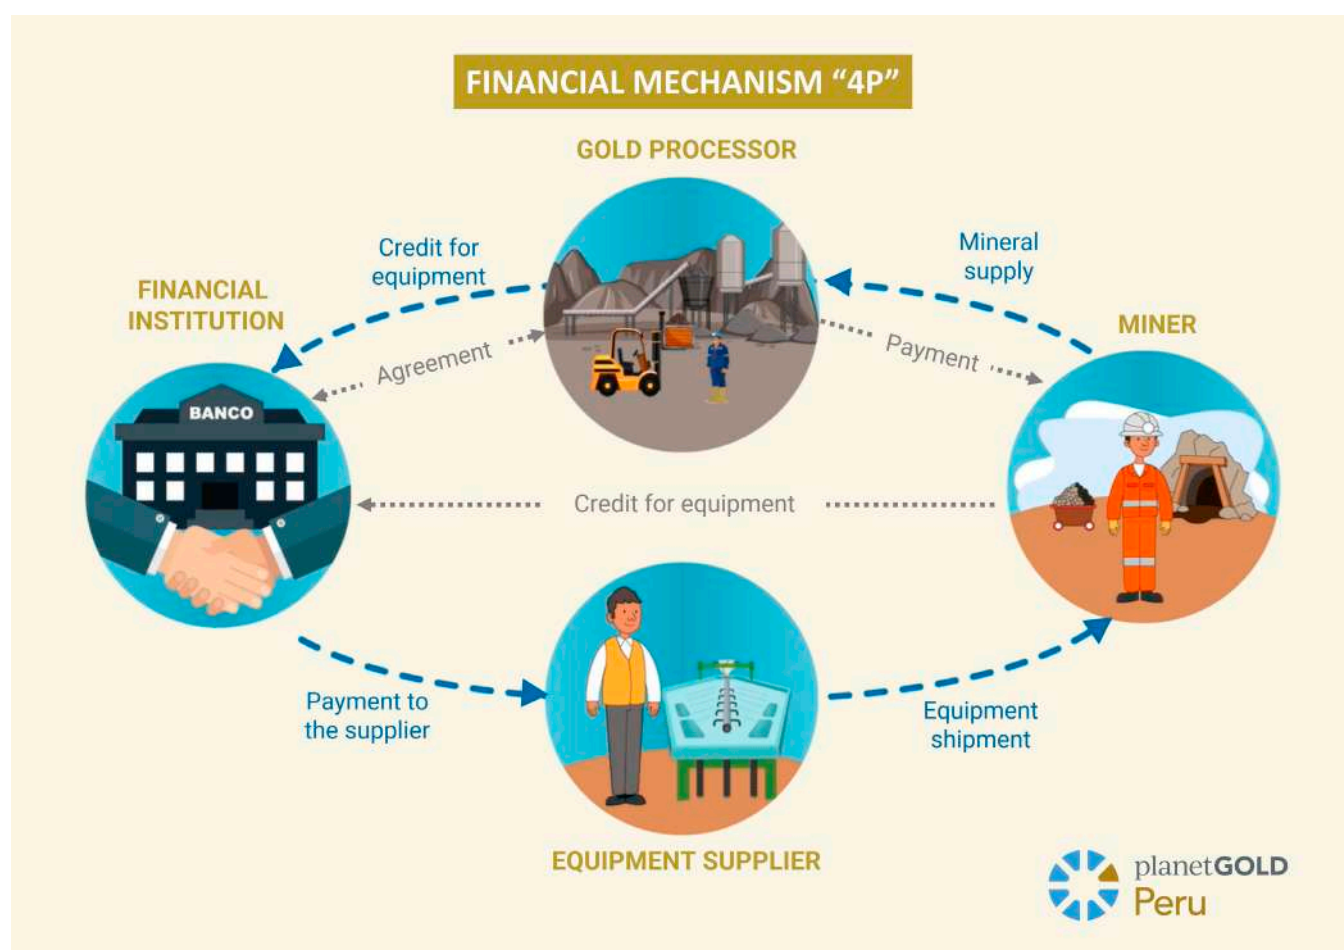 FINANCIAL MECHANISM “4P”
GOLD PROCESSOR
Credit for
equipment
Mineral
supply
FINANCIAL
INSTITUTION
MINER
Agreement
Payment
BANCO
Credit for equipment
Payment to
the supplier
Equipment
shipment
EQUIPMENT SUPPLIER
planetGOLD
Peru